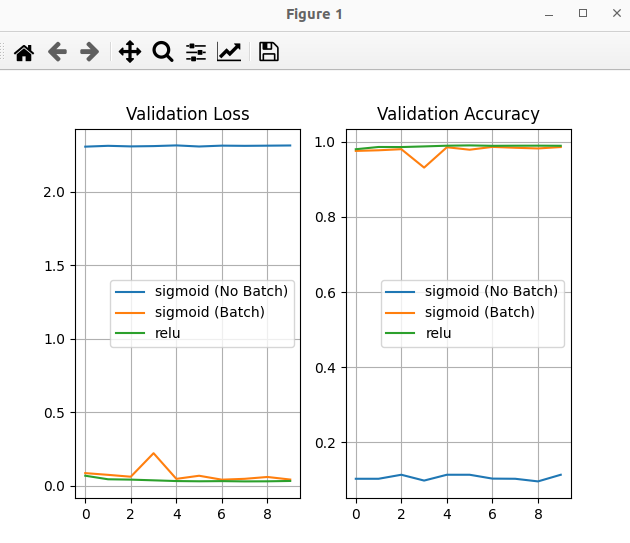 Figure 1
Validation Loss
2.0
1.5
1.0
0.5
0.0
0 2 4 6 8
sigmoid (No Batch)
sigmoid (Batch)
relu
Validation Accuracy
1.0
0.8
0.6
0.4
0.2
0 2 4 6 8
sigmoid (No Batch)
sigmoid (Batch)
relu